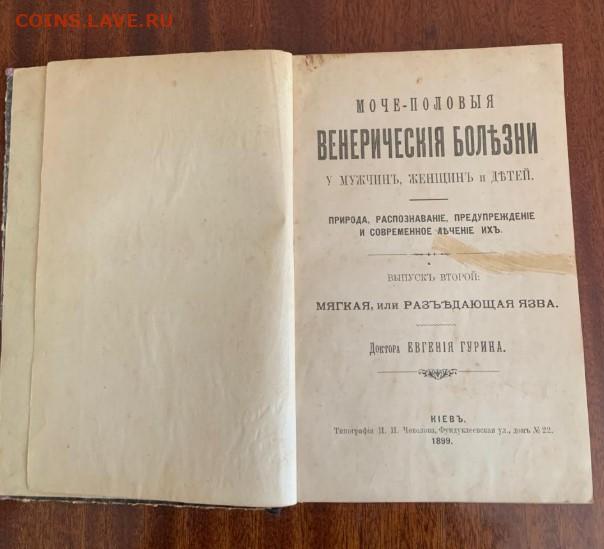 COINS.LAVE.RU
МОЧЕ-ПОЛОВЫЯ
ВЕНЕРИЧЕСКІЯ БОЛѢЗНИ
У МУЖЧИНЪ, ЖЕНЩИНЪ и ДѢТЕЙ.
ПРИРОДА, РАСПОЗНАВАНІЕ, ПРЕДУПРЕЖДЕНІЕ
И СОВРЕМЕННОЕ ЛѢЧЕНІЕ ИХЪ.
ВЫПУСКЪ ВТОРОЙ:
МЯГКАЯ, или РАЗЪѢДАЮЩАЯ ЯЗВА.
Доктора ЕВГЕНІЯ ГУРИНА.
КІЕВЪ.
Типографія И. И. Чоколова, Фундуклеевская ул., домъ № 22.
1899.